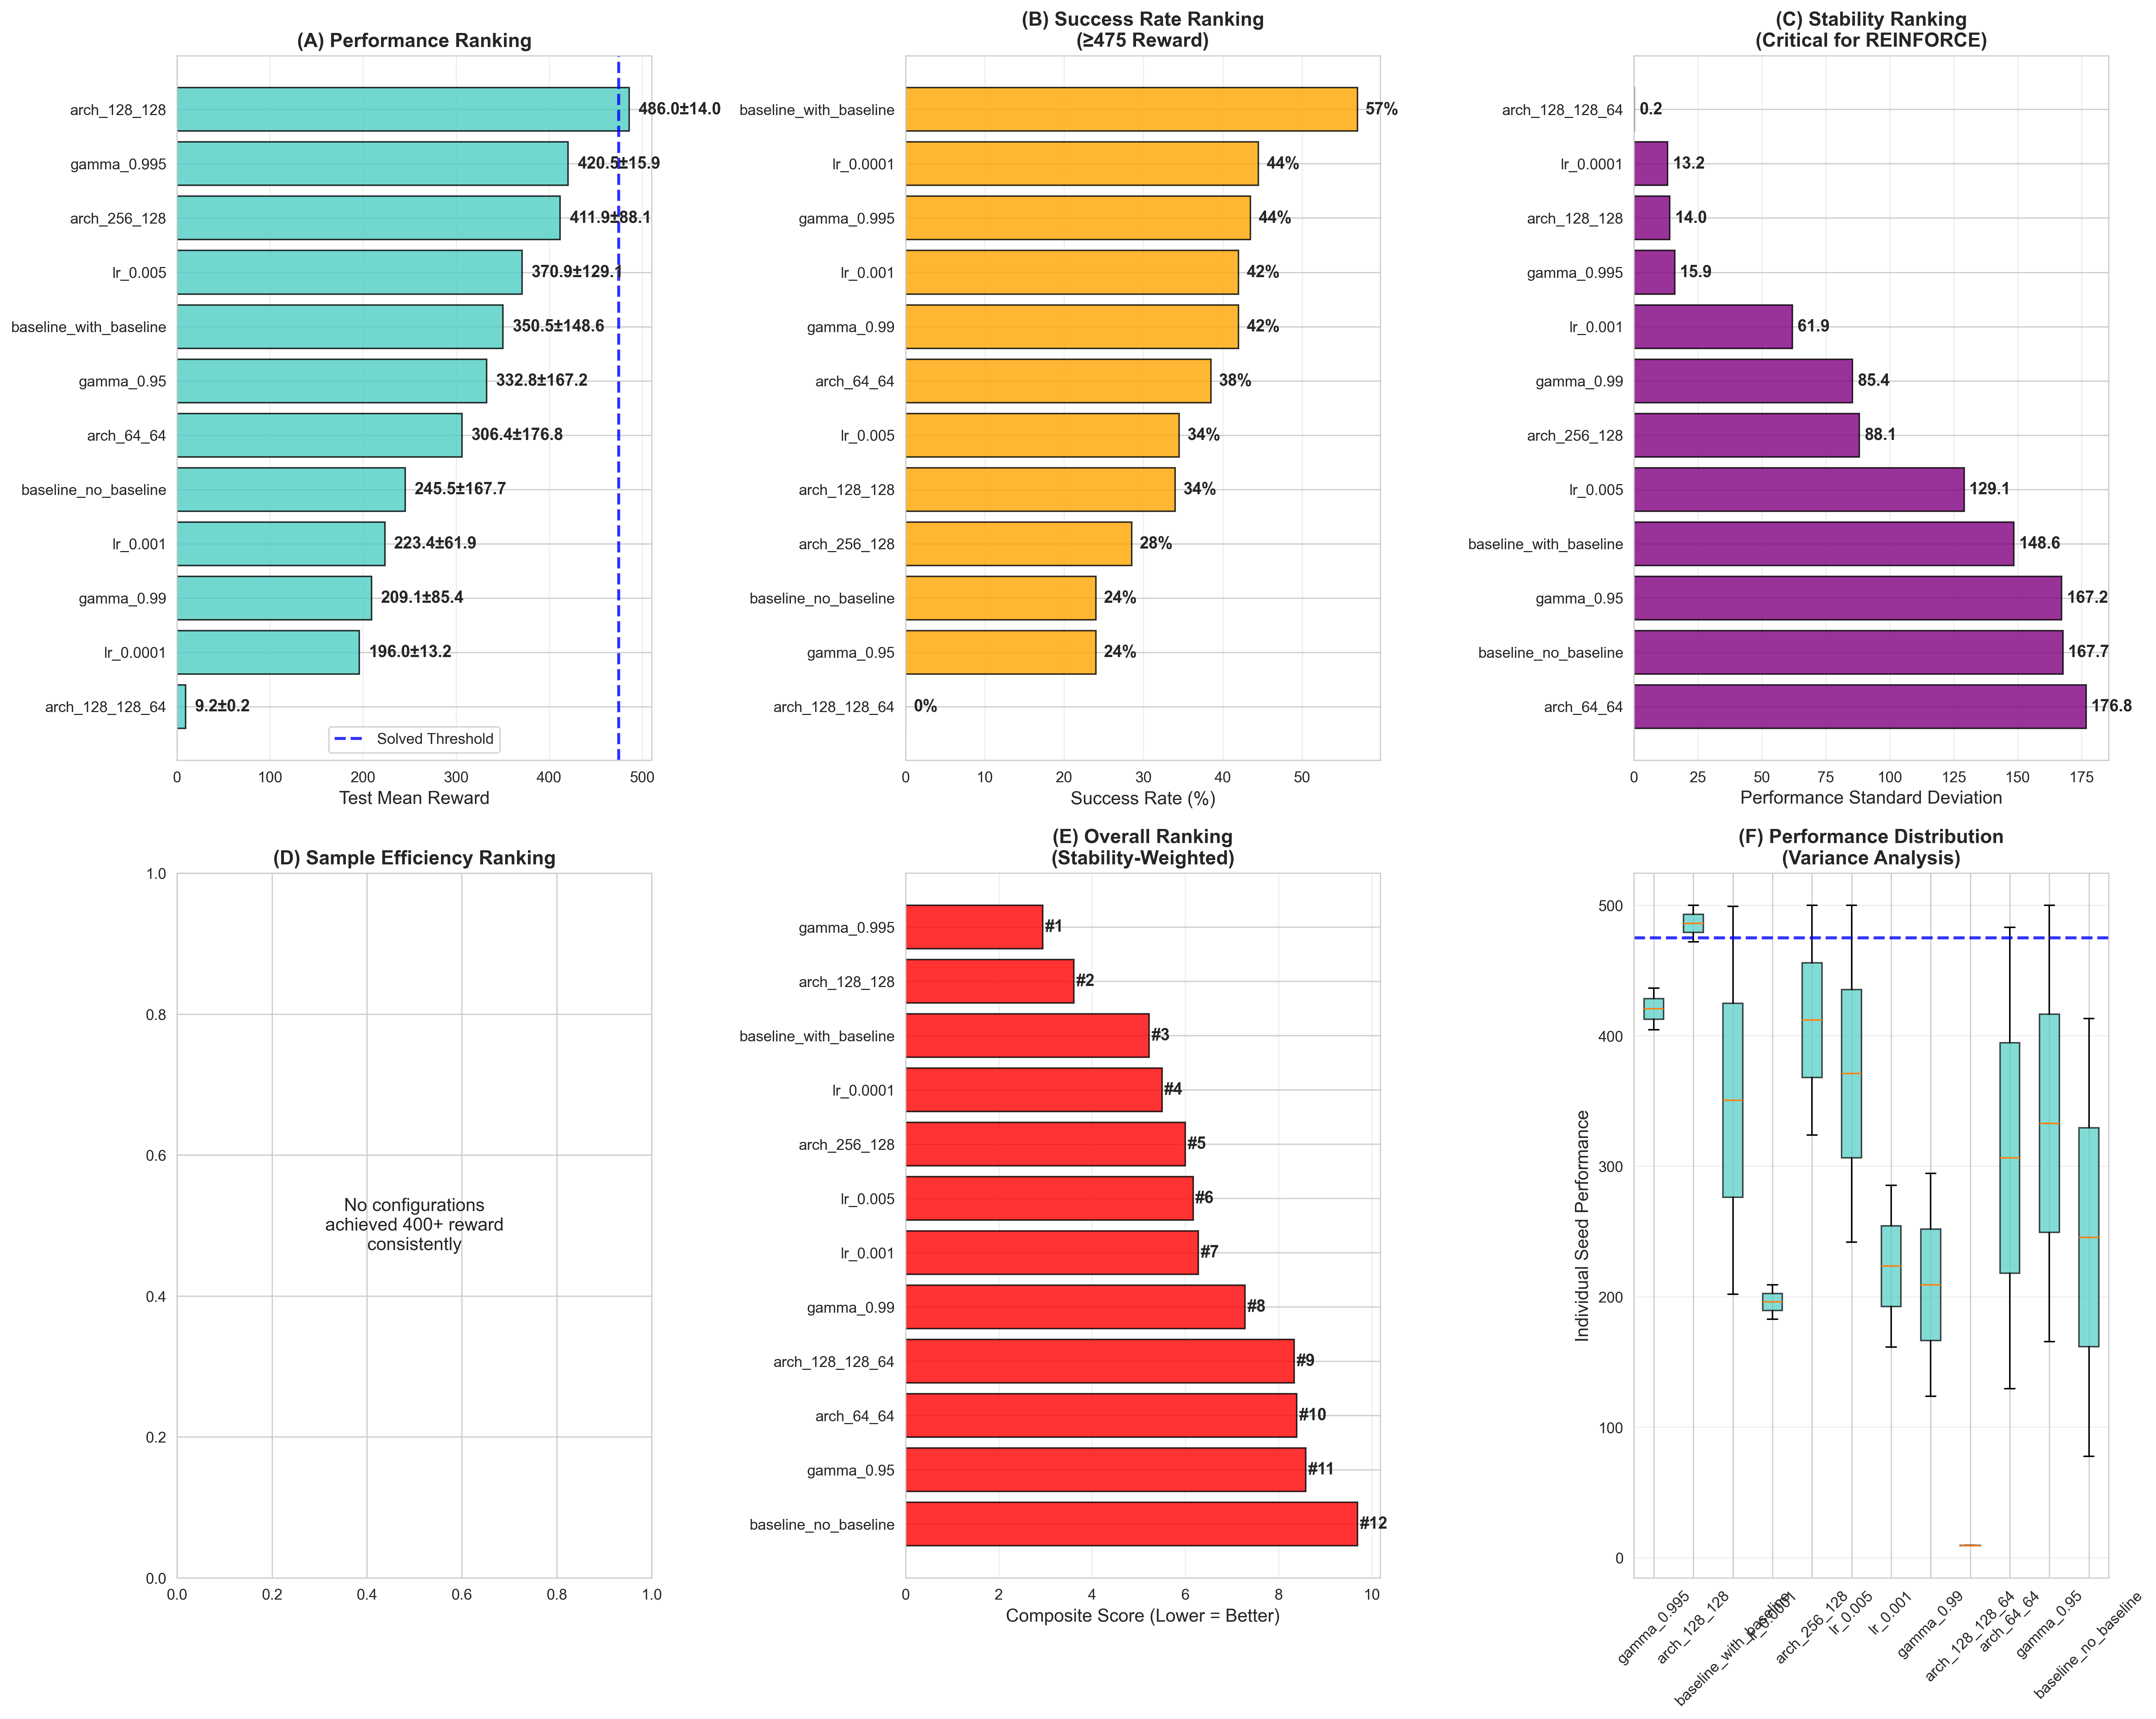 (A) Performance Ranking
arch_128_128
486.0±14.0
gamma_0.995
420.5±15.9
arch_256_128
411.9±88.1
lr_0.005
370.9±129.1
baseline_with_baseline
350.5±148.6
gamma_0.95
332.8±167.2
arch_64_64
306.4±176.8
baseline_no_baseline
245.5±167.7
lr_0.001
223.4±61.9
gamma_0.99
209.1±85.4
lr_0.0001
196.0±13.2
arch_128_128_64
9.2±0.2
Solved Threshold
0 100 200 300 400 500
Test Mean Reward
(B) Success Rate Ranking
(≥475 Reward)
baseline_with_baseline
57%
lr_0.0001
44%
gamma_0.995
44%
lr_0.001
42%
gamma_0.99
42%
arch_64_64
38%
lr_0.005
34%
arch_128_128
34%
arch_256_128
28%
baseline_no_baseline
24%
gamma_0.95
24%
arch_128_128_64
0%
0 10 20 30 40 50
Success Rate (%)
(C) Stability Ranking
(Critical for REINFORCE)
arch_128_128_64
0.2
lr_0.0001
13.2
arch_128_128
14.0
gamma_0.995
15.9
lr_0.001
61.9
gamma_0.99
85.4
arch_256_128
88.1
lr_0.005
129.1
baseline_with_baseline
148.6
gamma_0.95
167.2
baseline_no_baseline
167.7
arch_64_64
176.8
0 25 50 75 100 125 150 175
Performance Standard Deviation
(D) Sample Efficiency Ranking
1.0
0.8
0.6
0.4
0.2
0.0
No configurations
achieved 400+ reward
consistently
0.0 0.2 0.4 0.6 0.8 1.0
(E) Overall Ranking
(Stability-Weighted)
gamma_0.995
#1
arch_128_128
#2
baseline_with_baseline
#3
lr_0.0001
#4
arch_256_128
#5
lr_0.005
#6
lr_0.001
#7
gamma_0.99
#8
arch_128_128_64
#9
arch_64_64
#10
gamma_0.95
#11
baseline_no_baseline
#12
0 2 4 6 8 10
Composite Score (Lower = Better)
(F) Performance Distribution
(Variance Analysis)
Individual Seed Performance
500
400
300
200
100
0
gamma_0.995
arch_128_128
baseline_with_baseline
lr_0.0001
arch_256_128
lr_0.005
lr_0.001
gamma_0.99
arch_128_128_64
arch_64_64
gamma_0.95
baseline_no_baseline